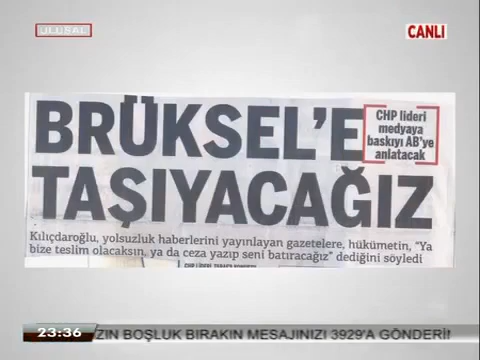 ULUSAL
CANLI
BRÜKSEL'E
TAŞIYACAĞIZ
CHP lideri
medyaya
baskıyı AB'ye
anlatacak
Kılıçdaroğlu, yolsuzluk haberlerini yayınlayan gazetelere, hükümetin, “Ya
bize teslim olacaksın, ya da ceza yazıp seni batıracağız” dediğini söyledi
23:36
ZIN BOŞLUK BIRAKIN MESAJINIZI 3929'A GÖNDERİN